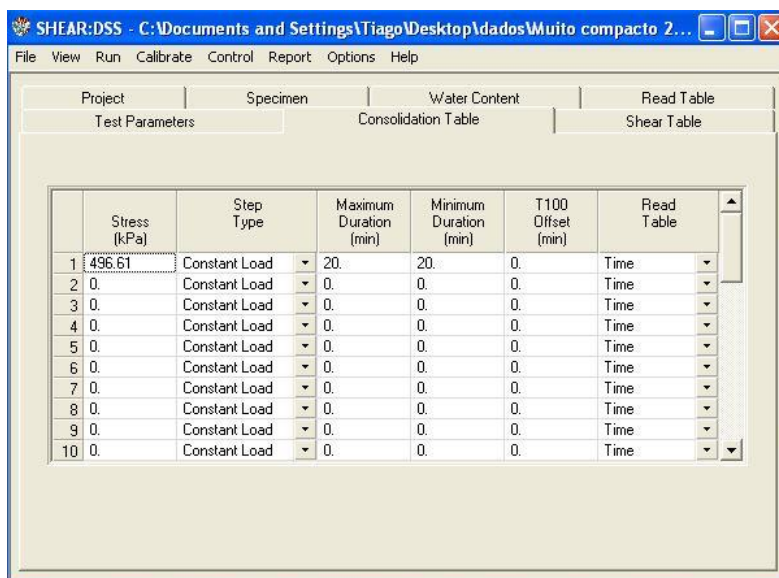 SHEAR:DSS - C:\Documents and Settings\Tiago\Desktop\dados\Muito compacto 2...
File View Run Calibrate Control Report Options Help
Project Specimen Water Content Read Table
Test Parameters Consolidation Table Shear Table
Stress (kPa) Step Type Maximum Duration (min) Minimum Duration (min) T100 Offset (min) Read Table
1 496.61 Constant Load 20. 20. 0. Time
2 0. Constant Load 0. 0. 0. Time
3 0. Constant Load 0. 0. 0. Time
4 0. Constant Load 0. 0. 0. Time
5 0. Constant Load 0. 0. 0. Time
6 0. Constant Load 0. 0. 0. Time
7 0. Constant Load 0. 0. 0. Time
8 0. Constant Load 0. 0. 0. Time
9 0. Constant Load 0. 0. 0. Time
10 0. Constant Load 0. 0. 0. Time